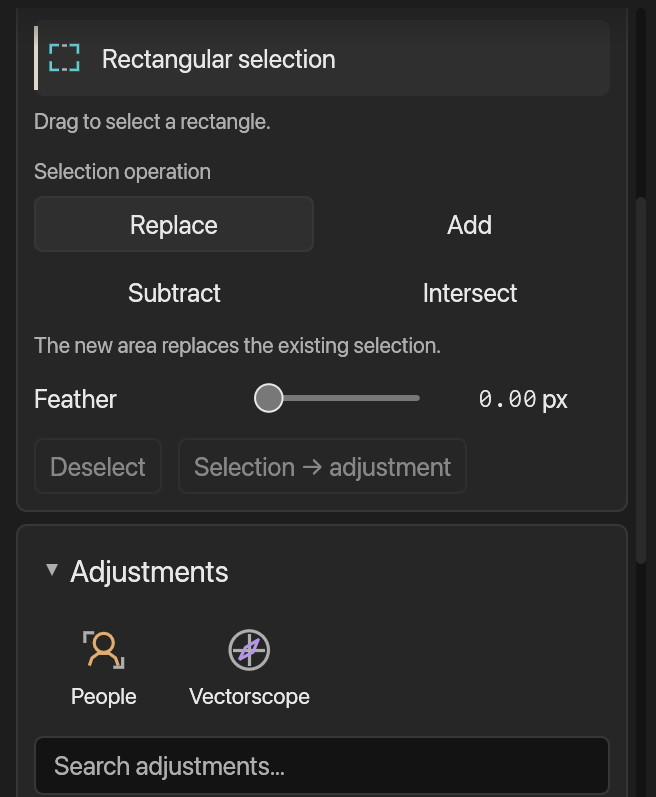 Rectangular selection
Drag to select a rectangle.
Selection operation
Replace Add
Subtract Intersect
The new area replaces the existing selection.
Feather 0.00 px
Deselect Selection → adjustment
▼ Adjustments
People Vectorscope
Search adjustments...